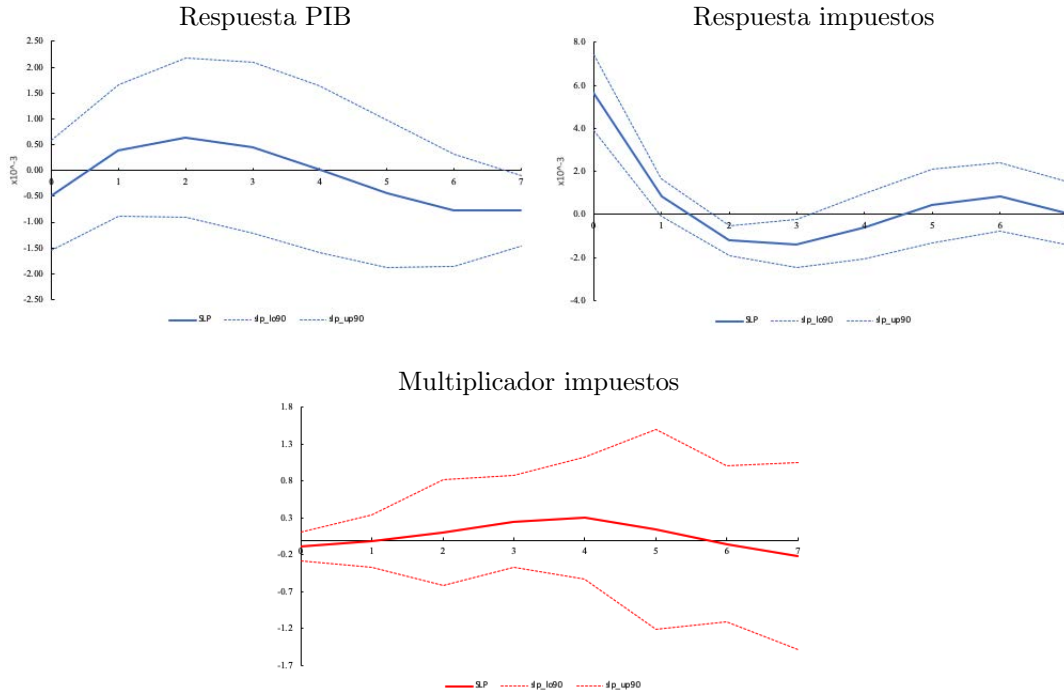 Respuesta PIB
2.50
2.00
1.50
1.00
0.50
0.00
-0.50
-1.00
-1.50
-2.00
-2.50
x10^-3
0 1 2 3 4 5 6 7
SLP slp_lo90 slp_up90
Respuesta impuestos
8.0
6.0
4.0
2.0
0.0
-2.0
-4.0
x10^-3
0 1 2 3 4 5 6
SLP slp_lo90 slp_up90
Multiplicador impuestos
1.8
1.3
0.8
0.3
-0.2
-0.7
-1.2
-1.7
0 1 2 3 4 5 6 7
SLP slp_lo90 slp_up90